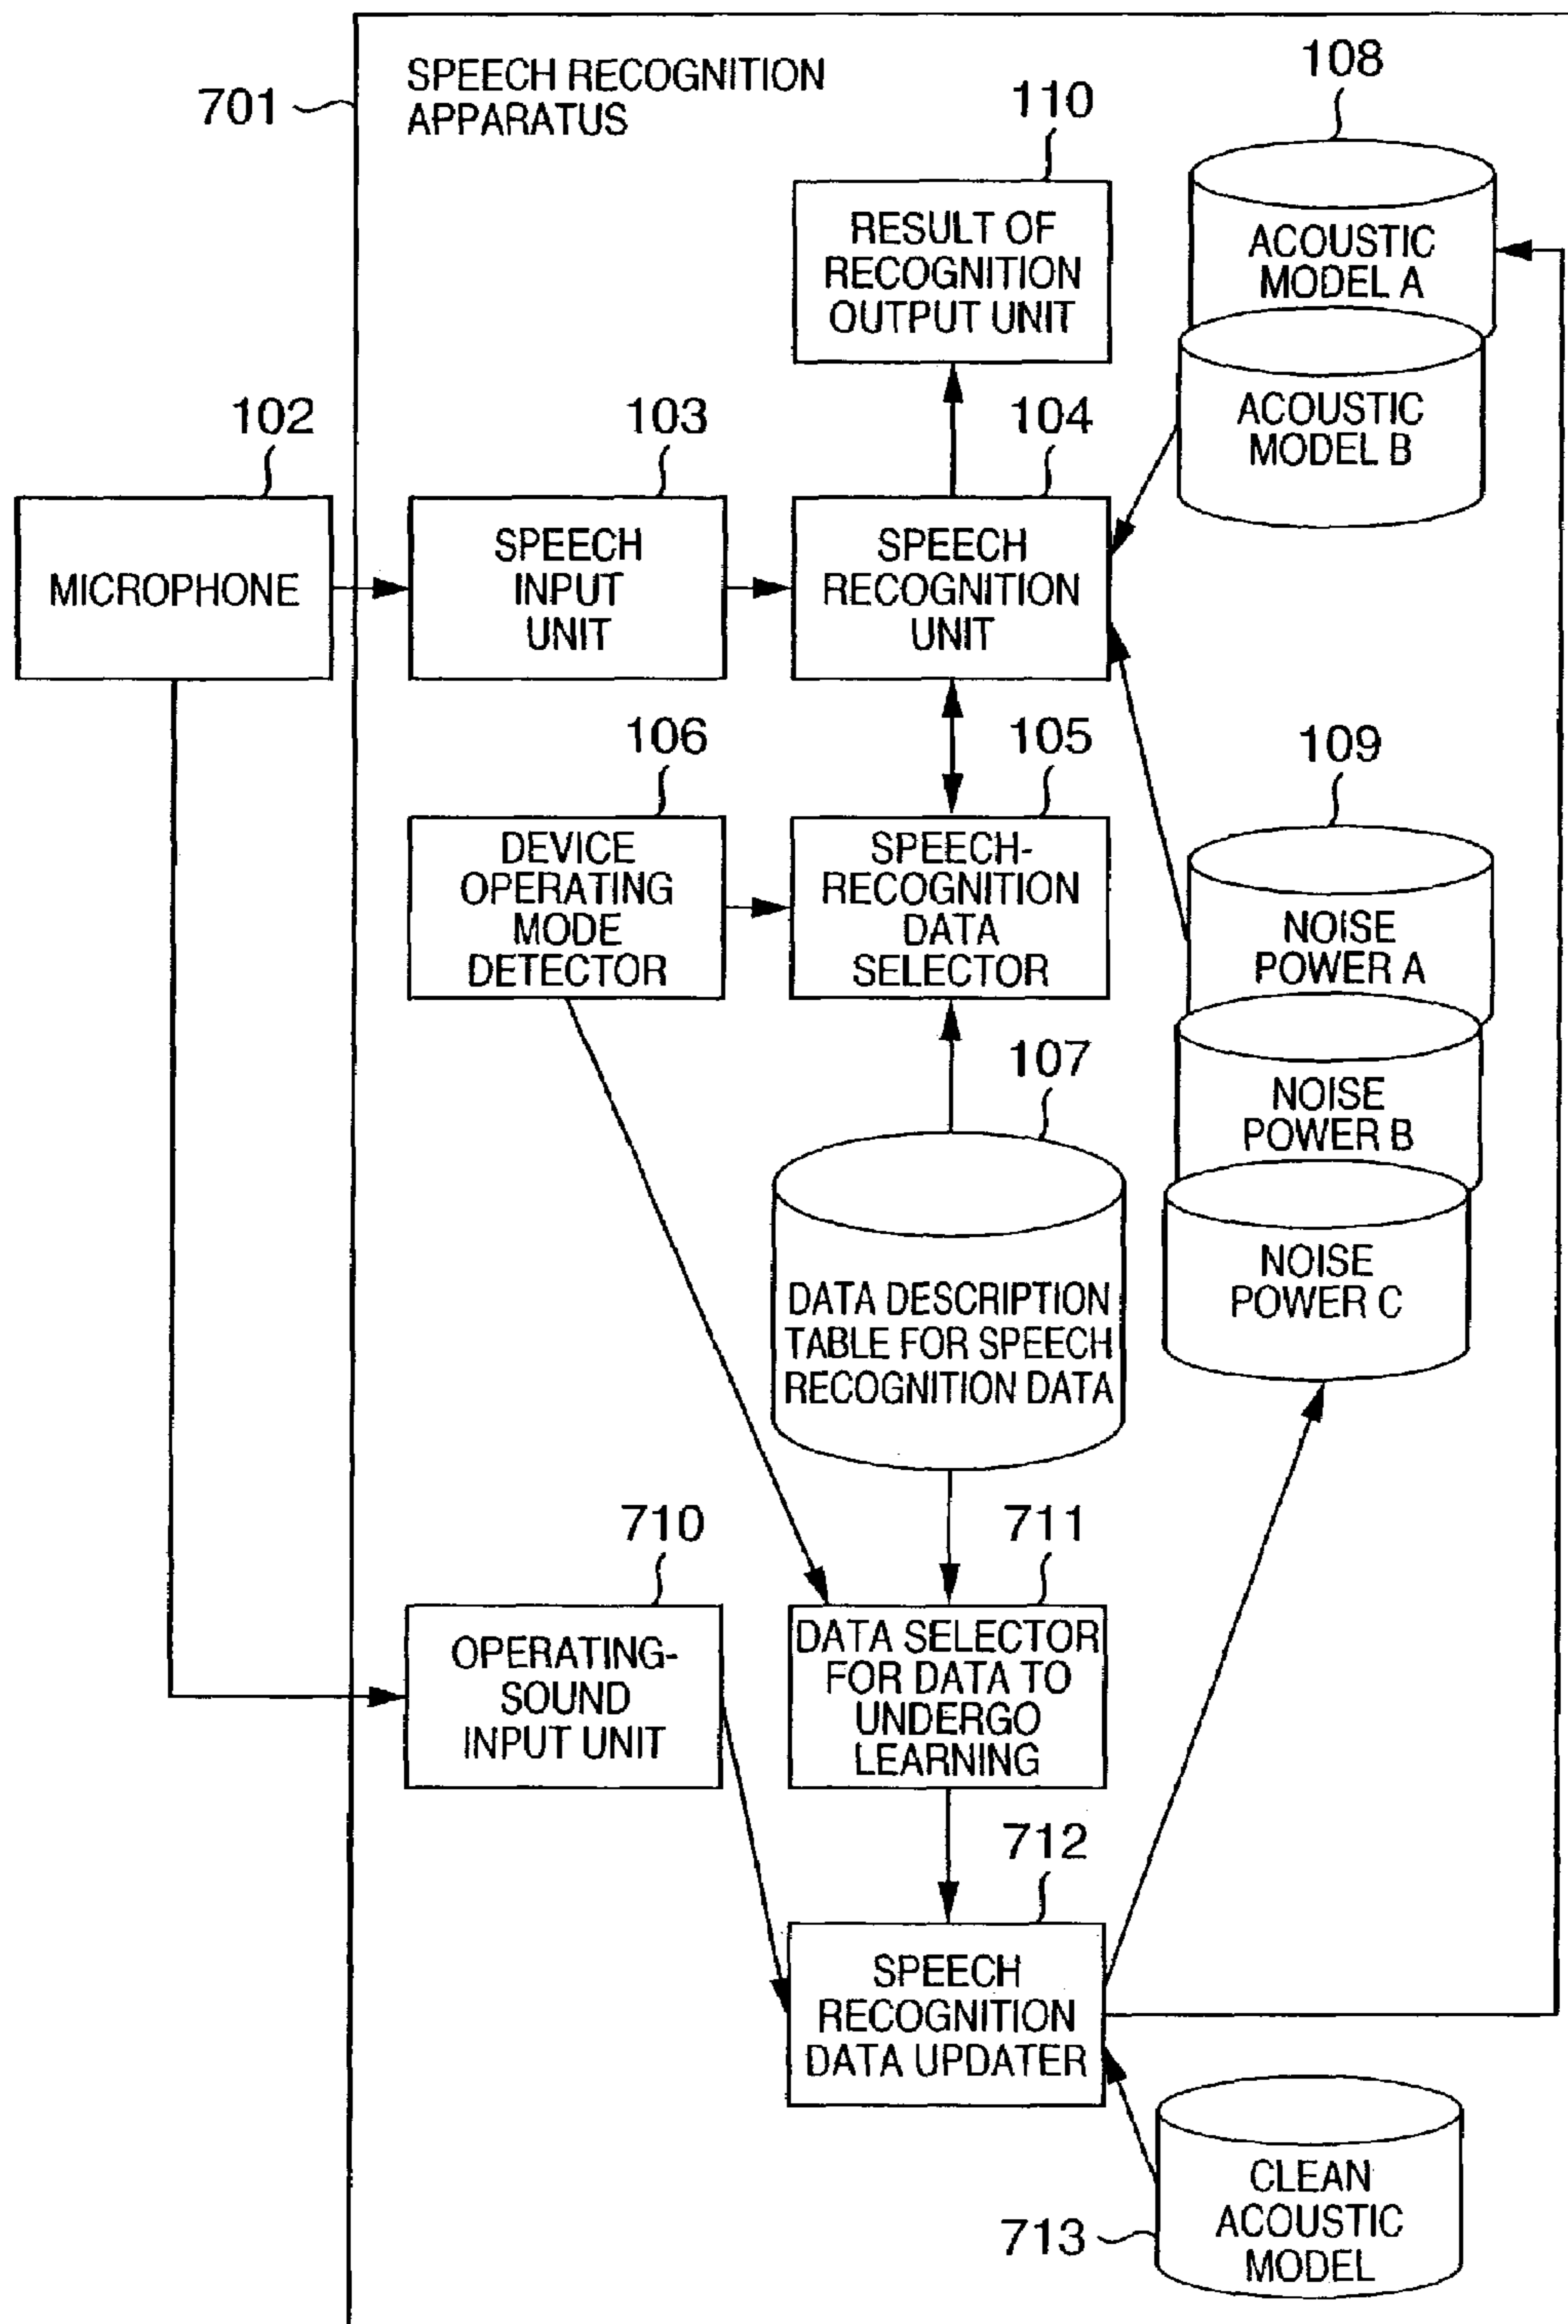 701
SPEECH RECOGNITION
APPARATUS
108
110
RESULT OF
RECOGNITION
OUTPUT UNIT
ACOUSTIC
MODEL A
ACOUSTIC
MODEL B
102
103
104
MICROPHONE
SPEECH
INPUT
UNIT
SPEECH
RECOGNITION
UNIT
106
105
109
DEVICE
OPERATING
MODE
DETECTOR
SPEECH-
RECOGNITION
DATA
SELECTOR
NOISE
POWER A
NOISE
POWER B
NOISE
POWER C
107
DATA DESCRIPTION
TABLE FOR SPEECH
RECOGNITION DATA
710
711
OPERATING-
SOUND
INPUT UNIT
DATA SELECTOR
FOR DATA TO
UNDERGO
LEARNING
712
SPEECH
RECOGNITION
DATA UPDATER
713
CLEAN
ACOUSTIC
MODEL